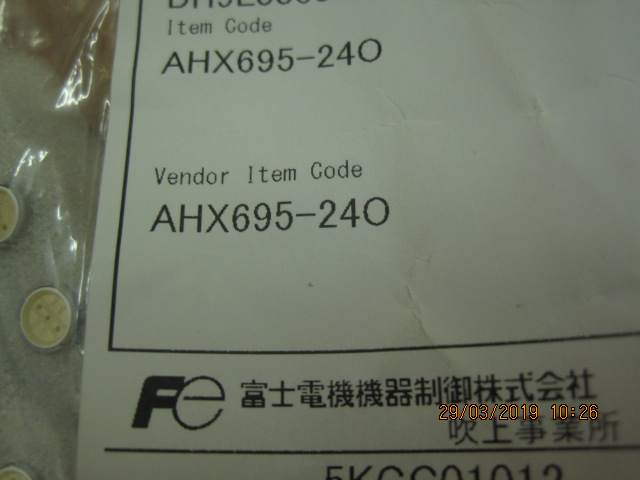 Item Code
AHX695-24O
Vendor Item Code
AHX695-24O
Fe 富士電機機器制御株式会社
29/03/2019 10:26
吹上事業所